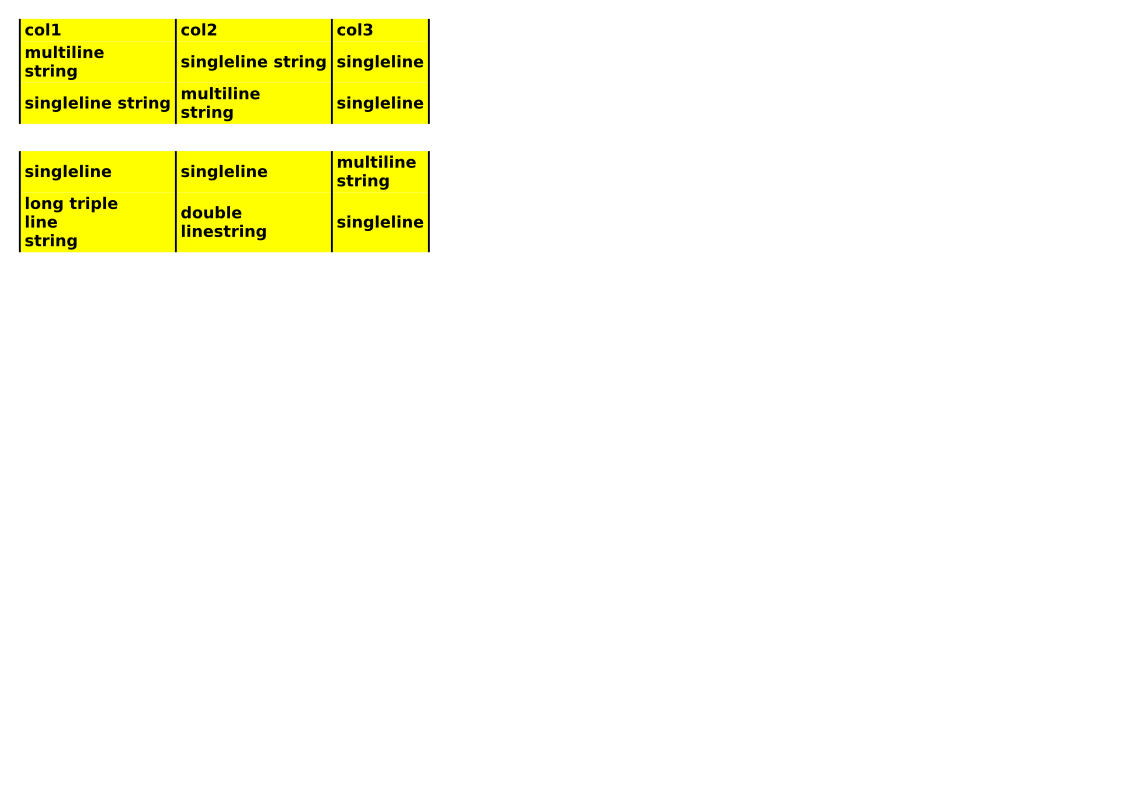 col1 col2 col3
multiline
string
singleline string
singleline
singleline string
multiline
string
singleline
singleline
singleline
multiline
string
long triple
line
string
double
linestring
singleline